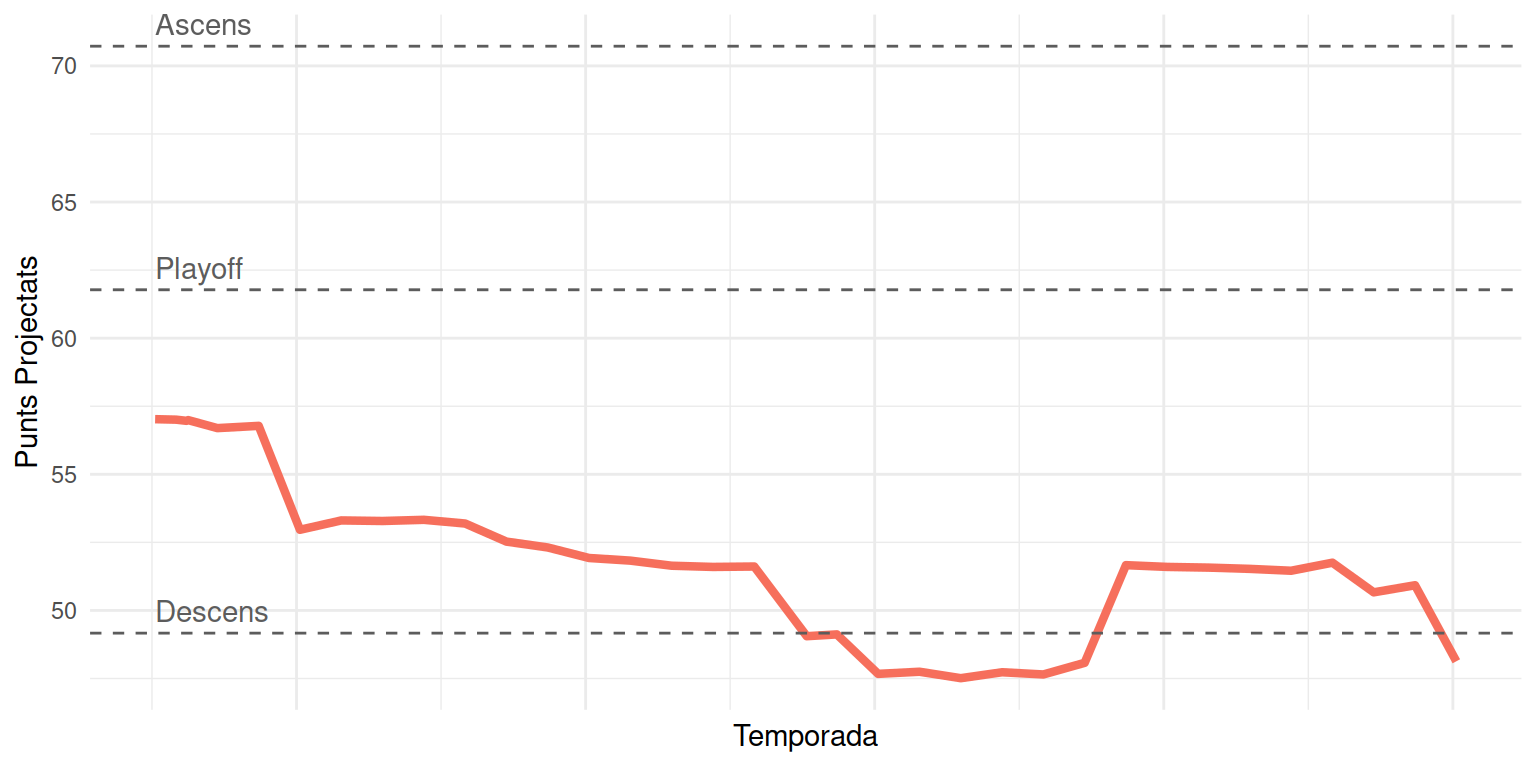 Ascens
70
65
Playoff
60
55
Descens
50
Punts Projectats
Temporada